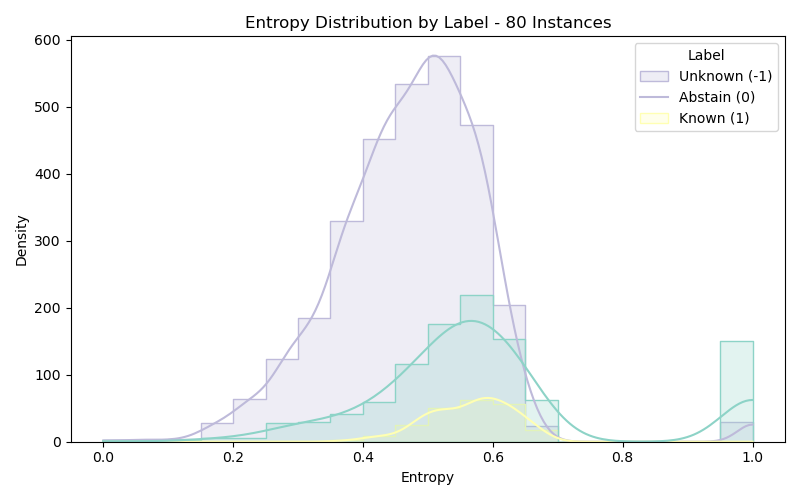 Entropy Distribution by Label - 80 Instances
Label
Unknown (-1)
Abstain (0)
Known (1)
Density
600
500
400
300
200
100
0
0.0 0.2 0.4 0.6 0.8 1.0
Entropy